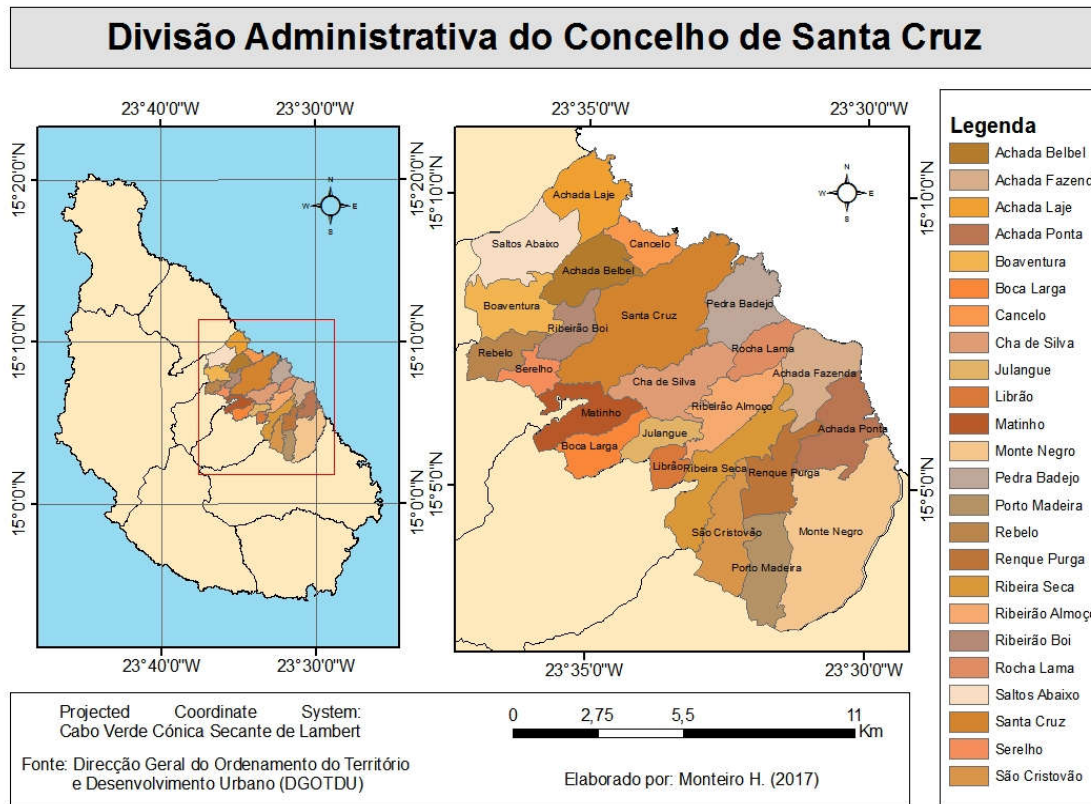 Divisão Administrativa do Concelho de Santa Cruz
23°40'0"W
23°30'0"W
15°20'0"N
15°10'0"N
15°0'0"N
N
W
E
S
15°20'0"N
15°10'0"N
15°0'0"N
23°40'0"W
23°30'0"W
23°35'0"W
23°30'0"W
15°10'0"N
15°5'0"N
N
W
E
S
Achada Laje
Saltos Abaixo
Cancelo
Achada Belbel
Boaventura
Pedra Badejo
Ribeirão Boi
Santa Cruz
Rebelo
Serelho
Rocha Lama
Cha de Silva
Achada Fazenda
Matinho
Ribeirão Almoço
Julangue
Achada Ponta
Boca Larga
Librão
Ribeira Seca
Renque Purga
São Cristovão
Monte Negro
Porto Madeira
15°10'0"N
15°5'0"N
23°35'0"W
23°30'0"W
Legenda
Achada Belbel
Achada Fazend
Achada Laje
Achada Ponta
Boaventura
Boca Larga
Cancelo
Cha de Silva
Julangue
Librão
Matinho
Monte Negro
Pedra Badejo
Porto Madeira
Rebelo
Renque Purga
Ribeira Seca
Ribeirão Almoç
Ribeirão Boi
Rocha Lama
Saltos Abaixo
Santa Cruz
Serelho
São Cristovão
Projected Coordinate System:
Cabo Verde Cónica Secante de Lambert
Fonte: Direcção Geral do Ordenamento do Território
e Desenvolvimento Urbano (DGOTDU)
0 2,75 5,5 11
Km
Elaborado por: Monteiro H. (2017)